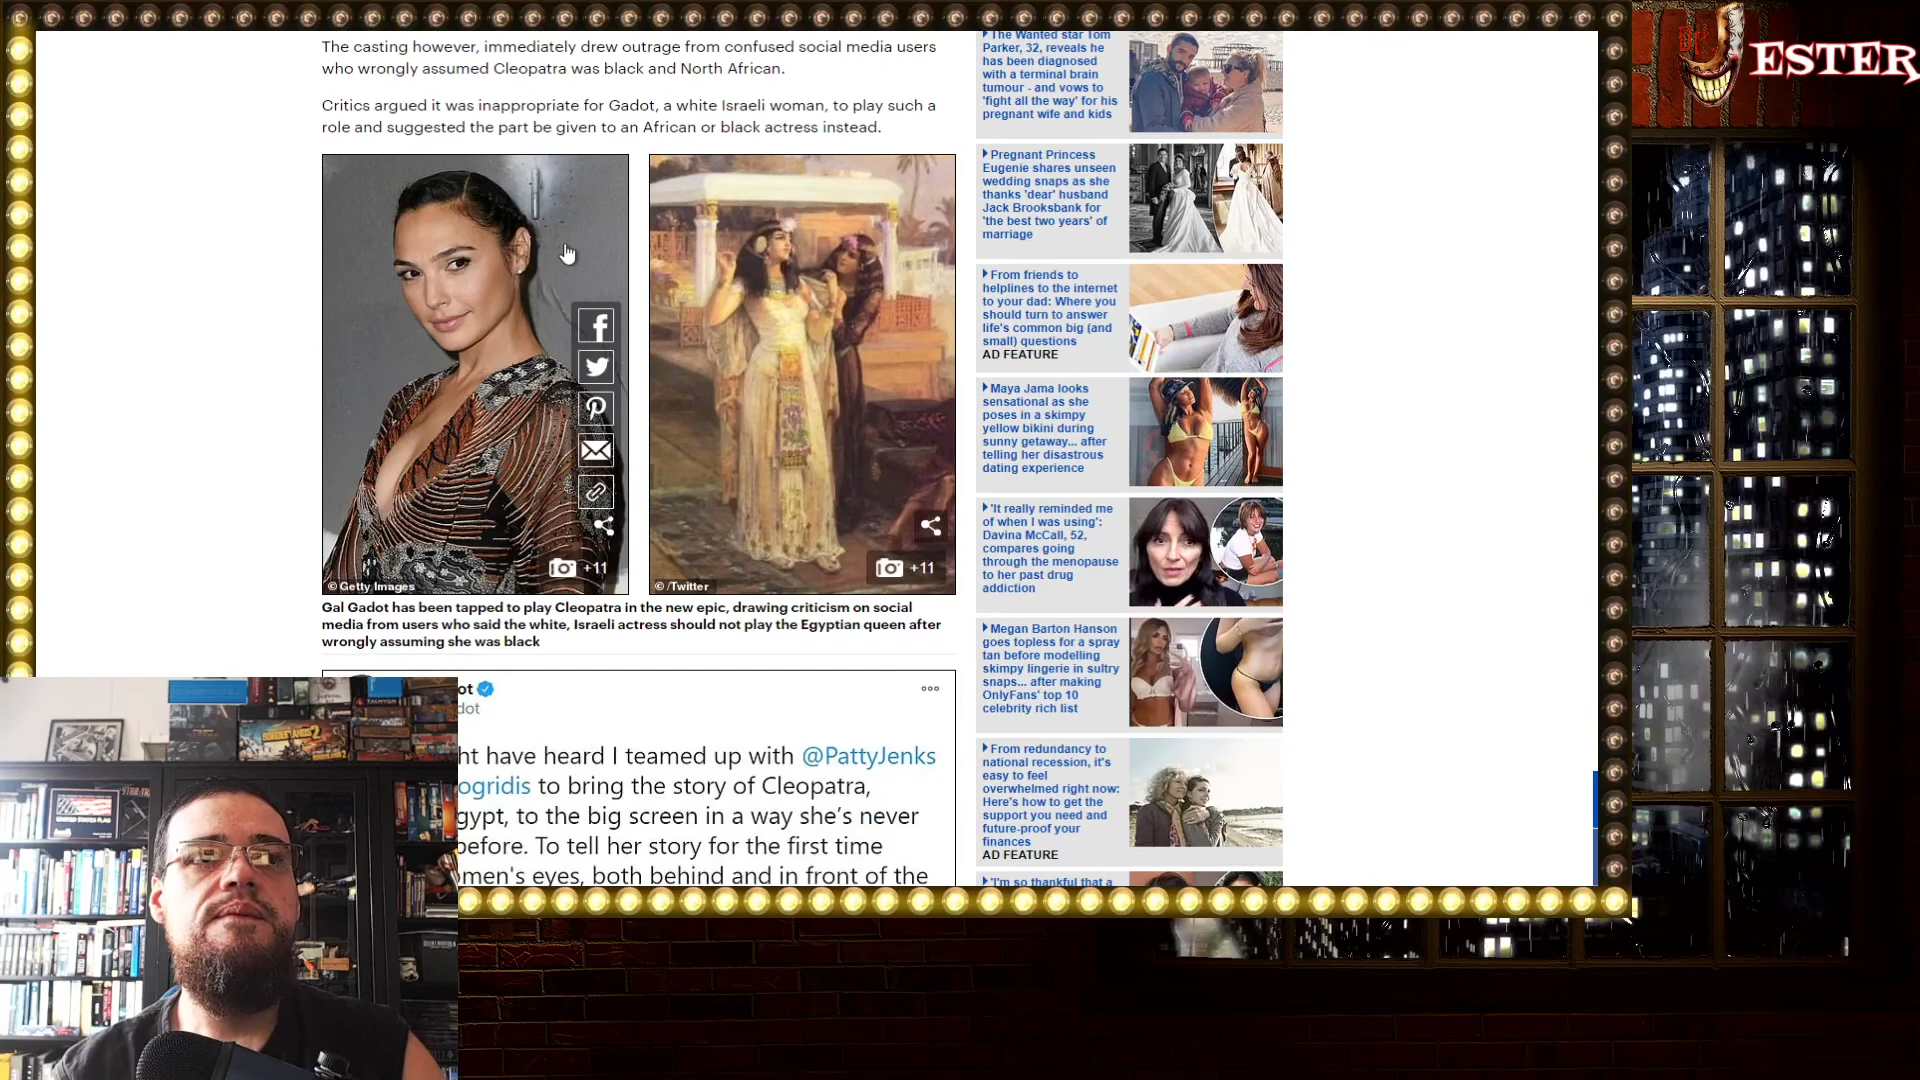 The casting however, immediately drew outrage from confused social media users
who wrongly assumed Cleopatra was black and North African.
Critics argued it was inappropriate for Gadot, a white Israeli woman, to play such a
role and suggested the part be given to an African or black actress instead.
+11
© Getty Images
+11
© /Twitter
Gal Gadot has been tapped to play Cleopatra in the new epic, drawing criticism on social
media from users who said the white, Israeli actress should not play the Egyptian queen after
wrongly assuming she was black
ot
dot
ht have heard I teamed up with @PattyJenks
ogridis to bring the story of Cleopatra,
gypt, to the big screen in a way she's never
before. To tell her story for the first time
omen's eyes, both behind and in front of the
The Wanted star Tom
Parker, 32, reveals he
has been diagnosed
with a terminal brain
tumour - and vows to
'fight all the way' for his
pregnant wife and kids
Pregnant Princess
Eugenie shares unseen
wedding snaps as she
thanks 'dear' husband
Jack Brooksbank for
'the best two years' of
marriage
From friends to
helplines to the internet
to your dad: Where you
should turn to answer
life's common big (and
small) questions
AD FEATURE
Maya Jama looks
sensational as she
poses in a skimpy
yellow bikini during
sunny getaway... after
telling her disastrous
dating experience
'It really reminded me
of when I was using':
Davina McCall, 52,
compares going
through the menopause
to her past drug
addiction
Megan Barton Hanson
goes topless for a spray
tan before modelling
skimpy lingerie in sultry
snaps... after making
OnlyFans' top 10
celebrity rich list
From redundancy to
national recession, it's
easy to feel
overwhelmed right now:
Here's how to get the
support you need and
future-proof your
finances
AD FEATURE
'I'm so thankful that a
ESTER
BORDERLANDS 2
UNITED STATES FLAG